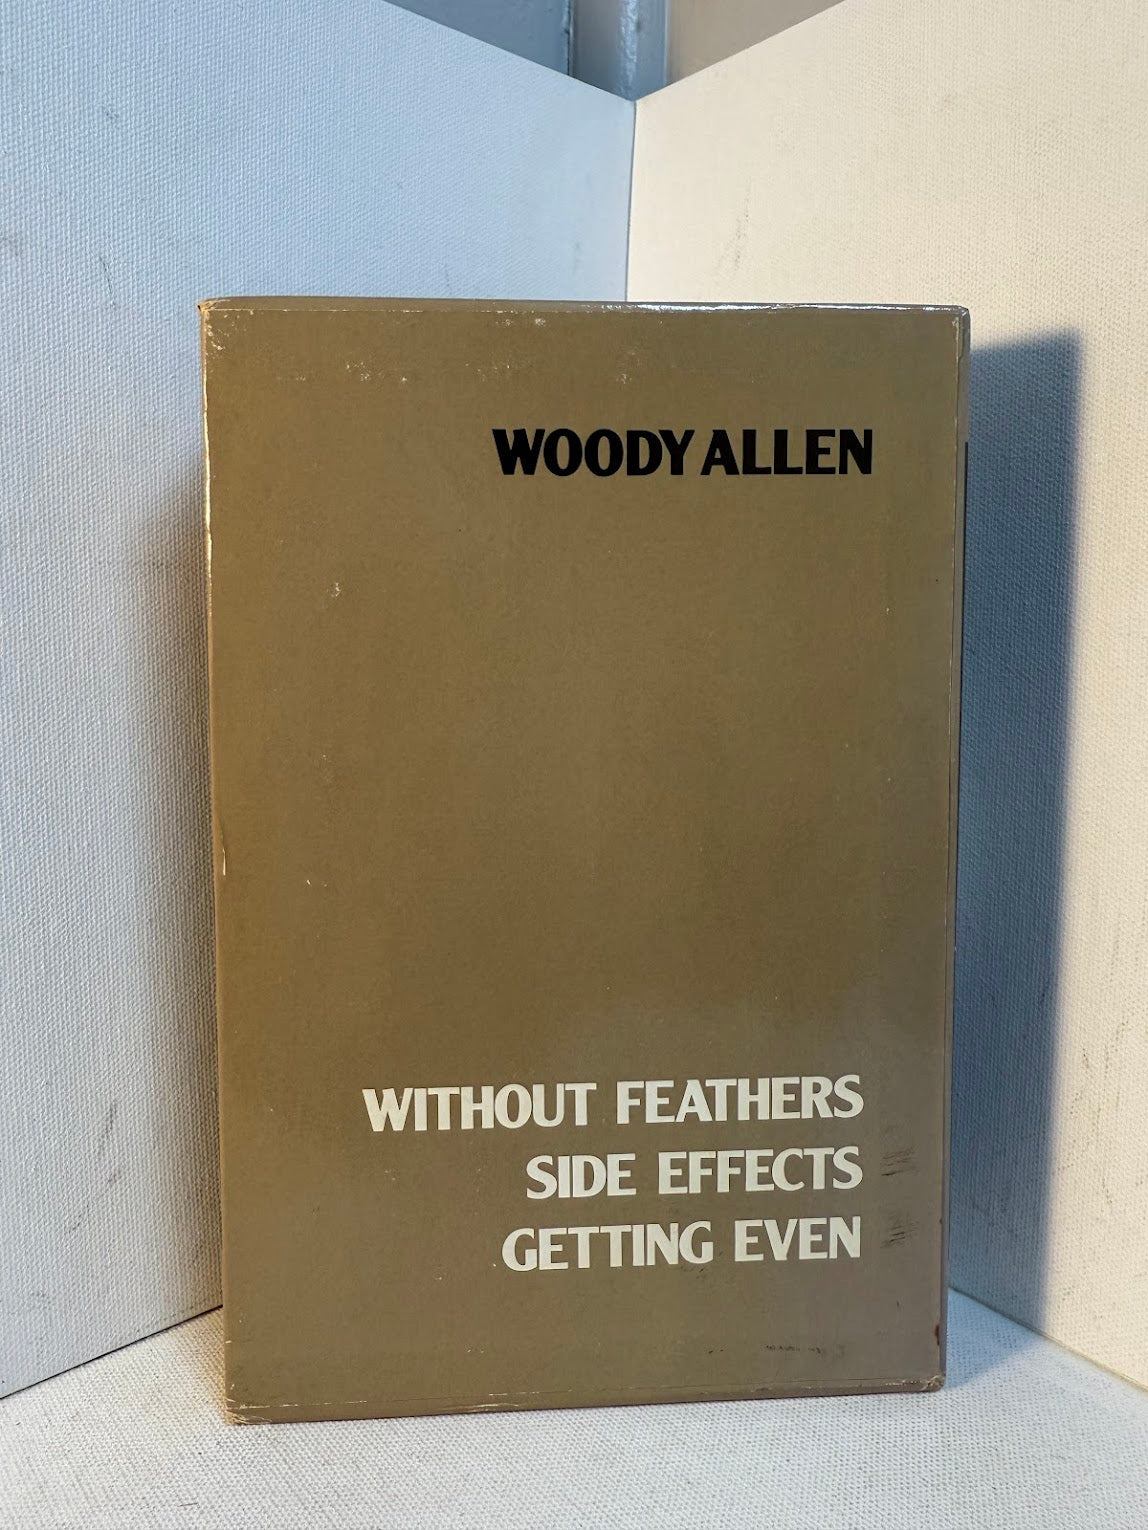 WOODY ALLEN
WITHOUT FEATHERS
SIDE EFFECTS
GETTING EVEN